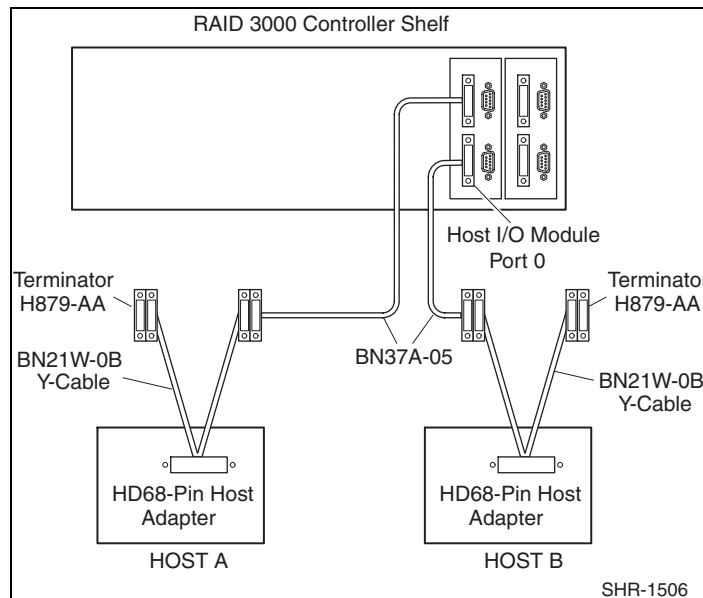 RAID 3000 Controller Shelf
Host I/O Module
Port 0
Terminator
H879-AA
Terminator
H879-AA
BN37A-05
BN21W-0B
Y-Cable
BN21W-0B
Y-Cable
HD68-Pin Host
Adapter
HD68-Pin Host
Adapter
HOST A
HOST B
SHR-1506